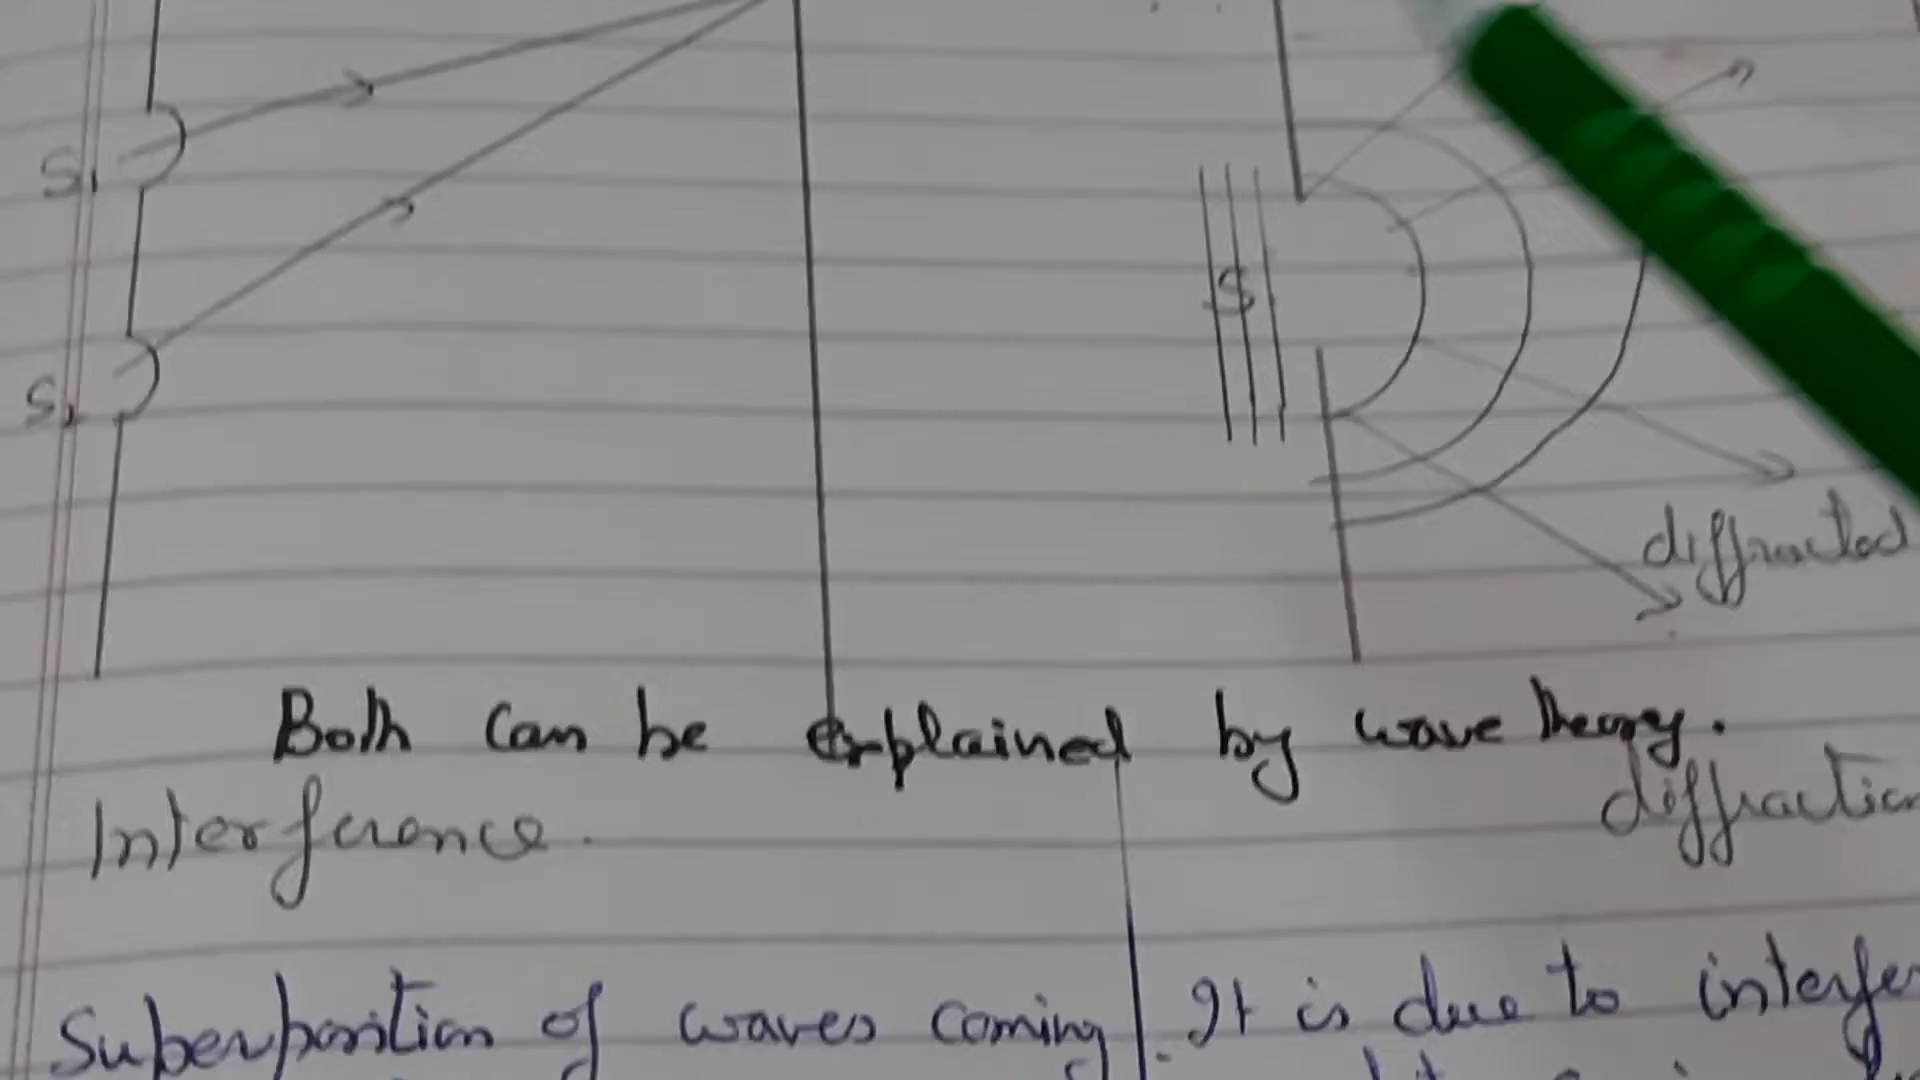 S1
S
S2
diffracted
Both can be explained by wave theory.
Interference.
diffraction
Superposition of waves coming
It is due to interfer